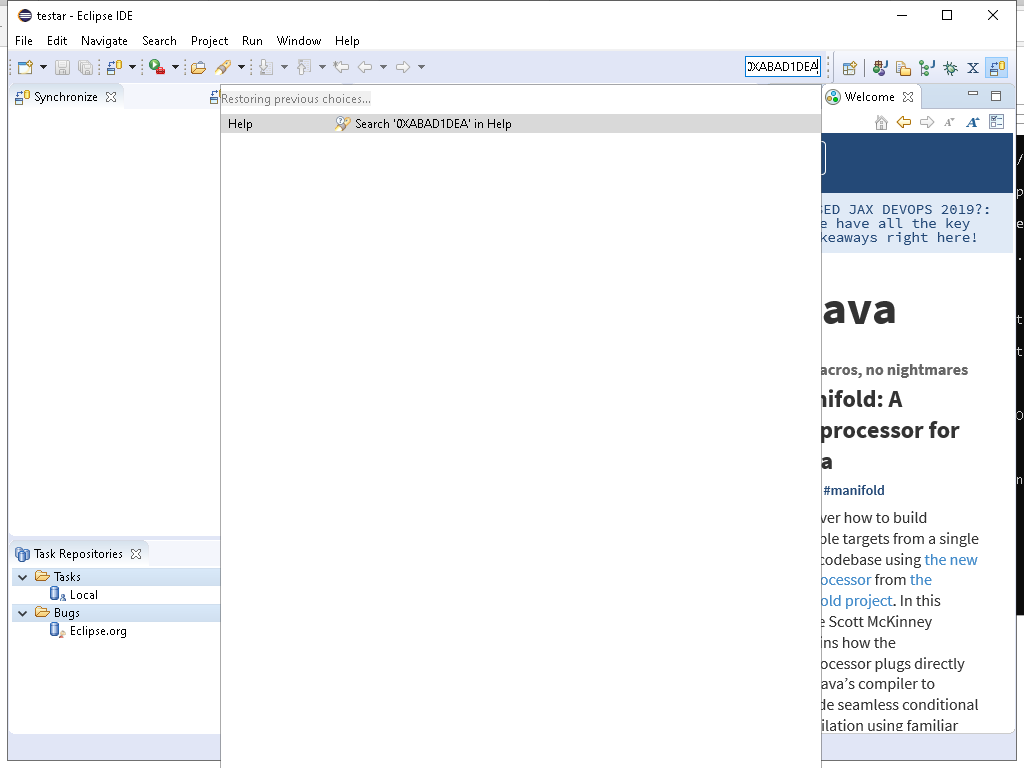 testar - Eclipse IDE
File Edit Navigate Search Project Run Window Help
0XABAD1DEA
Synchronize
Restoring previous choices...
Welcome
Help Search '0XABAD1DEA' in Help
SED JAX DEVOPS 2019?:
e have all the key
keaways right here!
ava
acros, no nightmares
nifold: A
processor for
a
#manifold
ver how to build
ble targets from a single
codebase using the new
ocessor from the
old project. In this
e Scott McKinney
ins how the
ocessor plugs directly
ava's compiler to
de seamless conditional
ilation using familiar
Task Repositories
Tasks
Local
Bugs
Eclipse.org